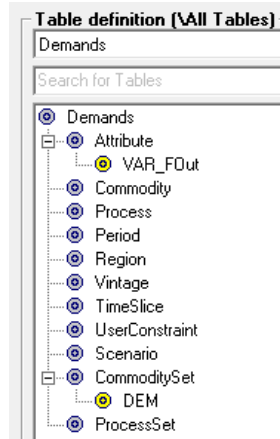 Table definition (\All Tables)
Demands
Search for Tables
Demands
Attribute
VAR_FOut
Commodity
Process
Period
Region
Vintage
TimeSlice
UserConstraint
Scenario
CommoditySet
DEM
ProcessSet